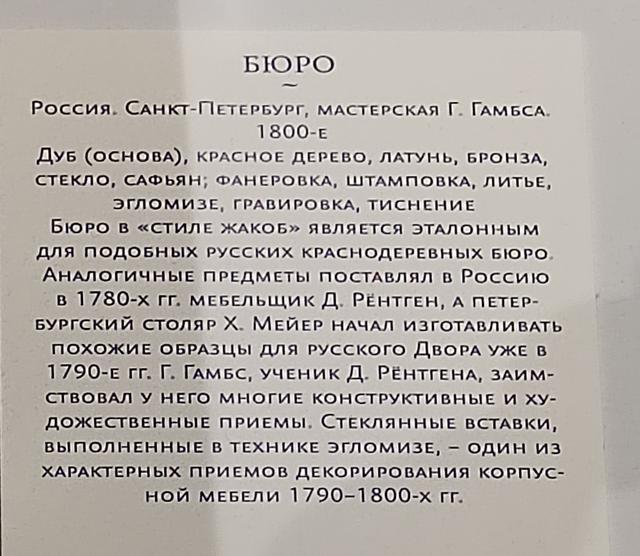 БЮРО
~
Россия. Санкт-Петербург, мастерская Г. Гамбса.
1800-е
Дуб (основа), красное дерево, латунь, бронза,
стекло, сафьян; фанеровка, штамповка, литье,
эгломизе, гравировка, тиснение
Бюро в «стиле жакоб» является эталонным
для подобных русских краснодеревных бюро.
Аналогичные предметы поставлял в Россию
в 1780-х гг. мебельщик Д. Рёнтген, а петер-
бургский столяр Х. Мейер начал изготавливать
похожие образцы для русского Двора уже в
1790-е гг. Г. Гамбс, ученик Д. Рёнтгена, заим-
ствовал у него многие конструктивные и ху-
дожественные приемы. Стеклянные вставки,
выполненные в технике эгломизе, – один из
характерных приемов декорирования корпус-
ной мебели 1790–1800-х гг.